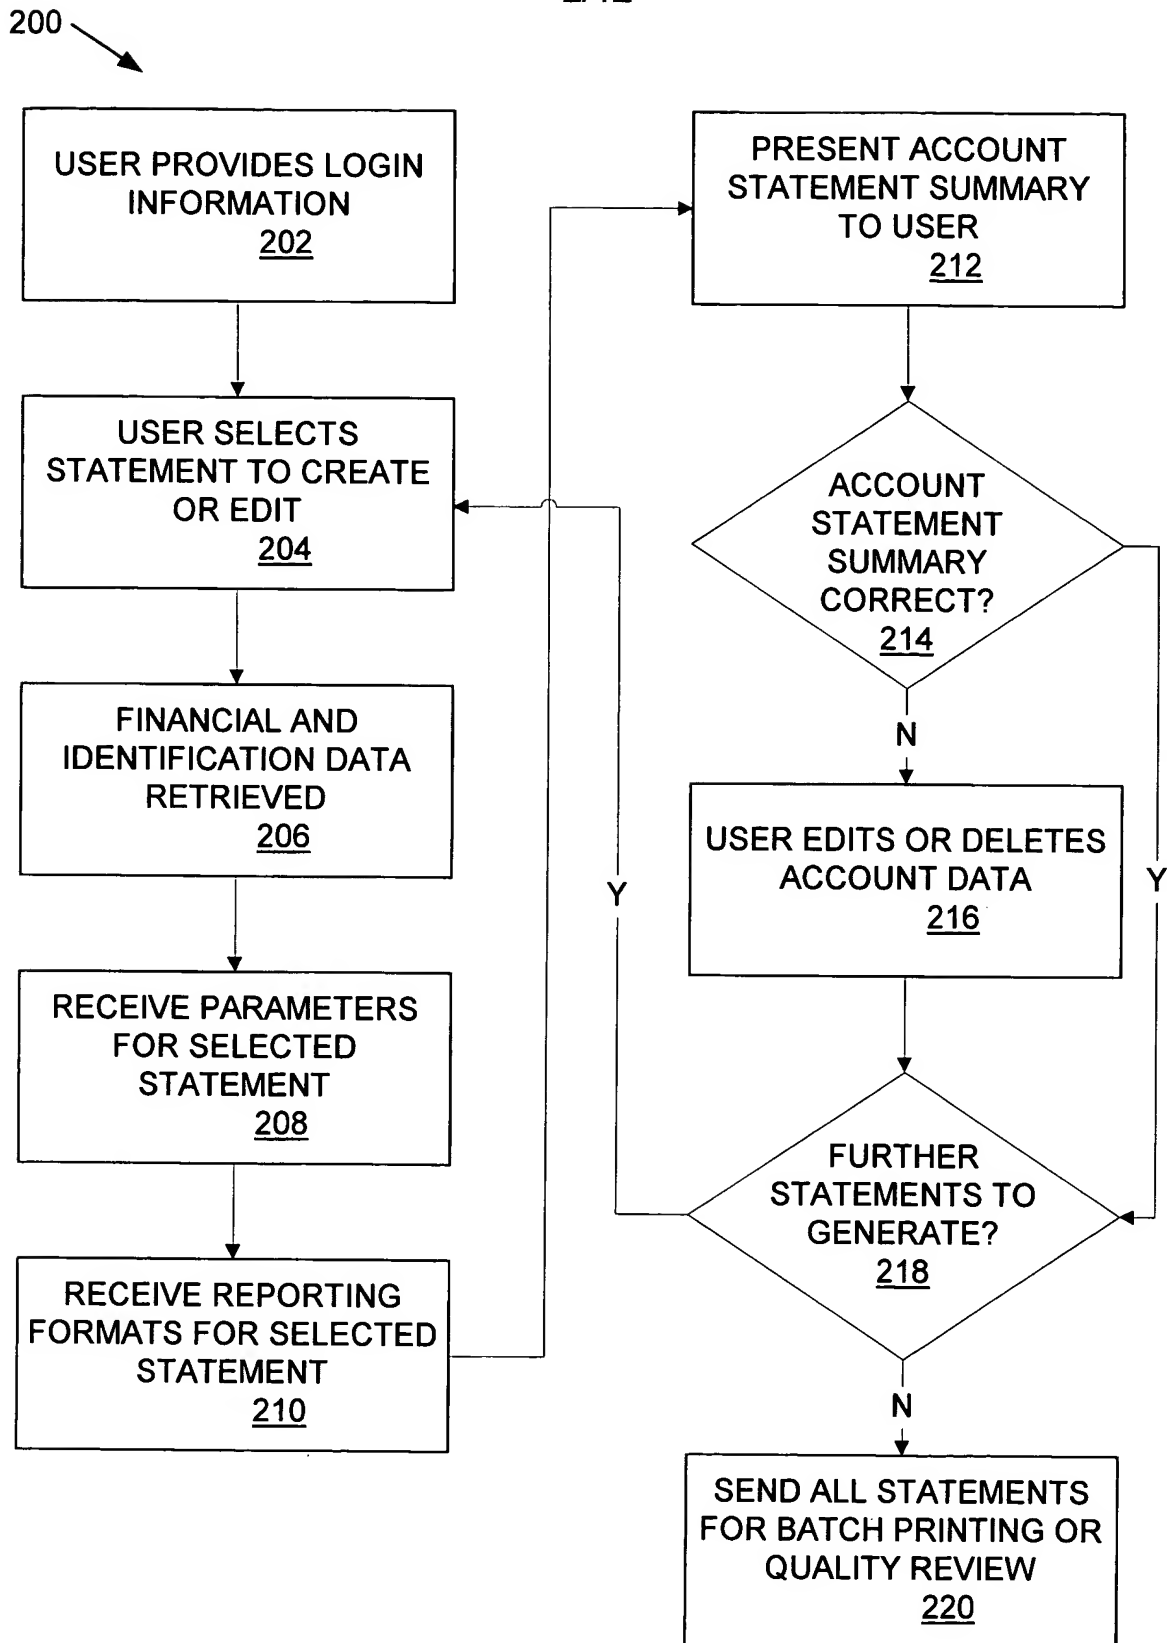 200
USER PROVIDES LOGIN
INFORMATION
202
USER SELECTS
STATEMENT TO CREATE
OR EDIT
204
FINANCIAL AND
IDENTIFICATION DATA
RETRIEVED
206
RECEIVE PARAMETERS
FOR SELECTED
STATEMENT
208
RECEIVE REPORTING
FORMATS FOR SELECTED
STATEMENT
210
PRESENT ACCOUNT
STATEMENT SUMMARY
TO USER
212
ACCOUNT
STATEMENT
SUMMARY
CORRECT?
214
N
Y
USER EDITS OR DELETES
ACCOUNT DATA
216
Y
FURTHER
STATEMENTS TO
GENERATE?
218
N
SEND ALL STATEMENTS
FOR BATCH PRINTING OR
QUALITY REVIEW
220